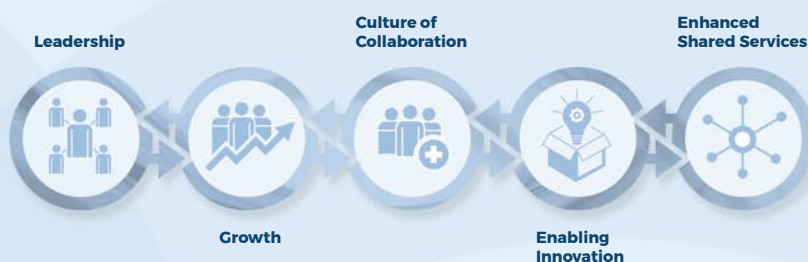 Leadership
Growth
Culture of
Collaboration
Enabling
Innovation
Enhanced
Shared Services